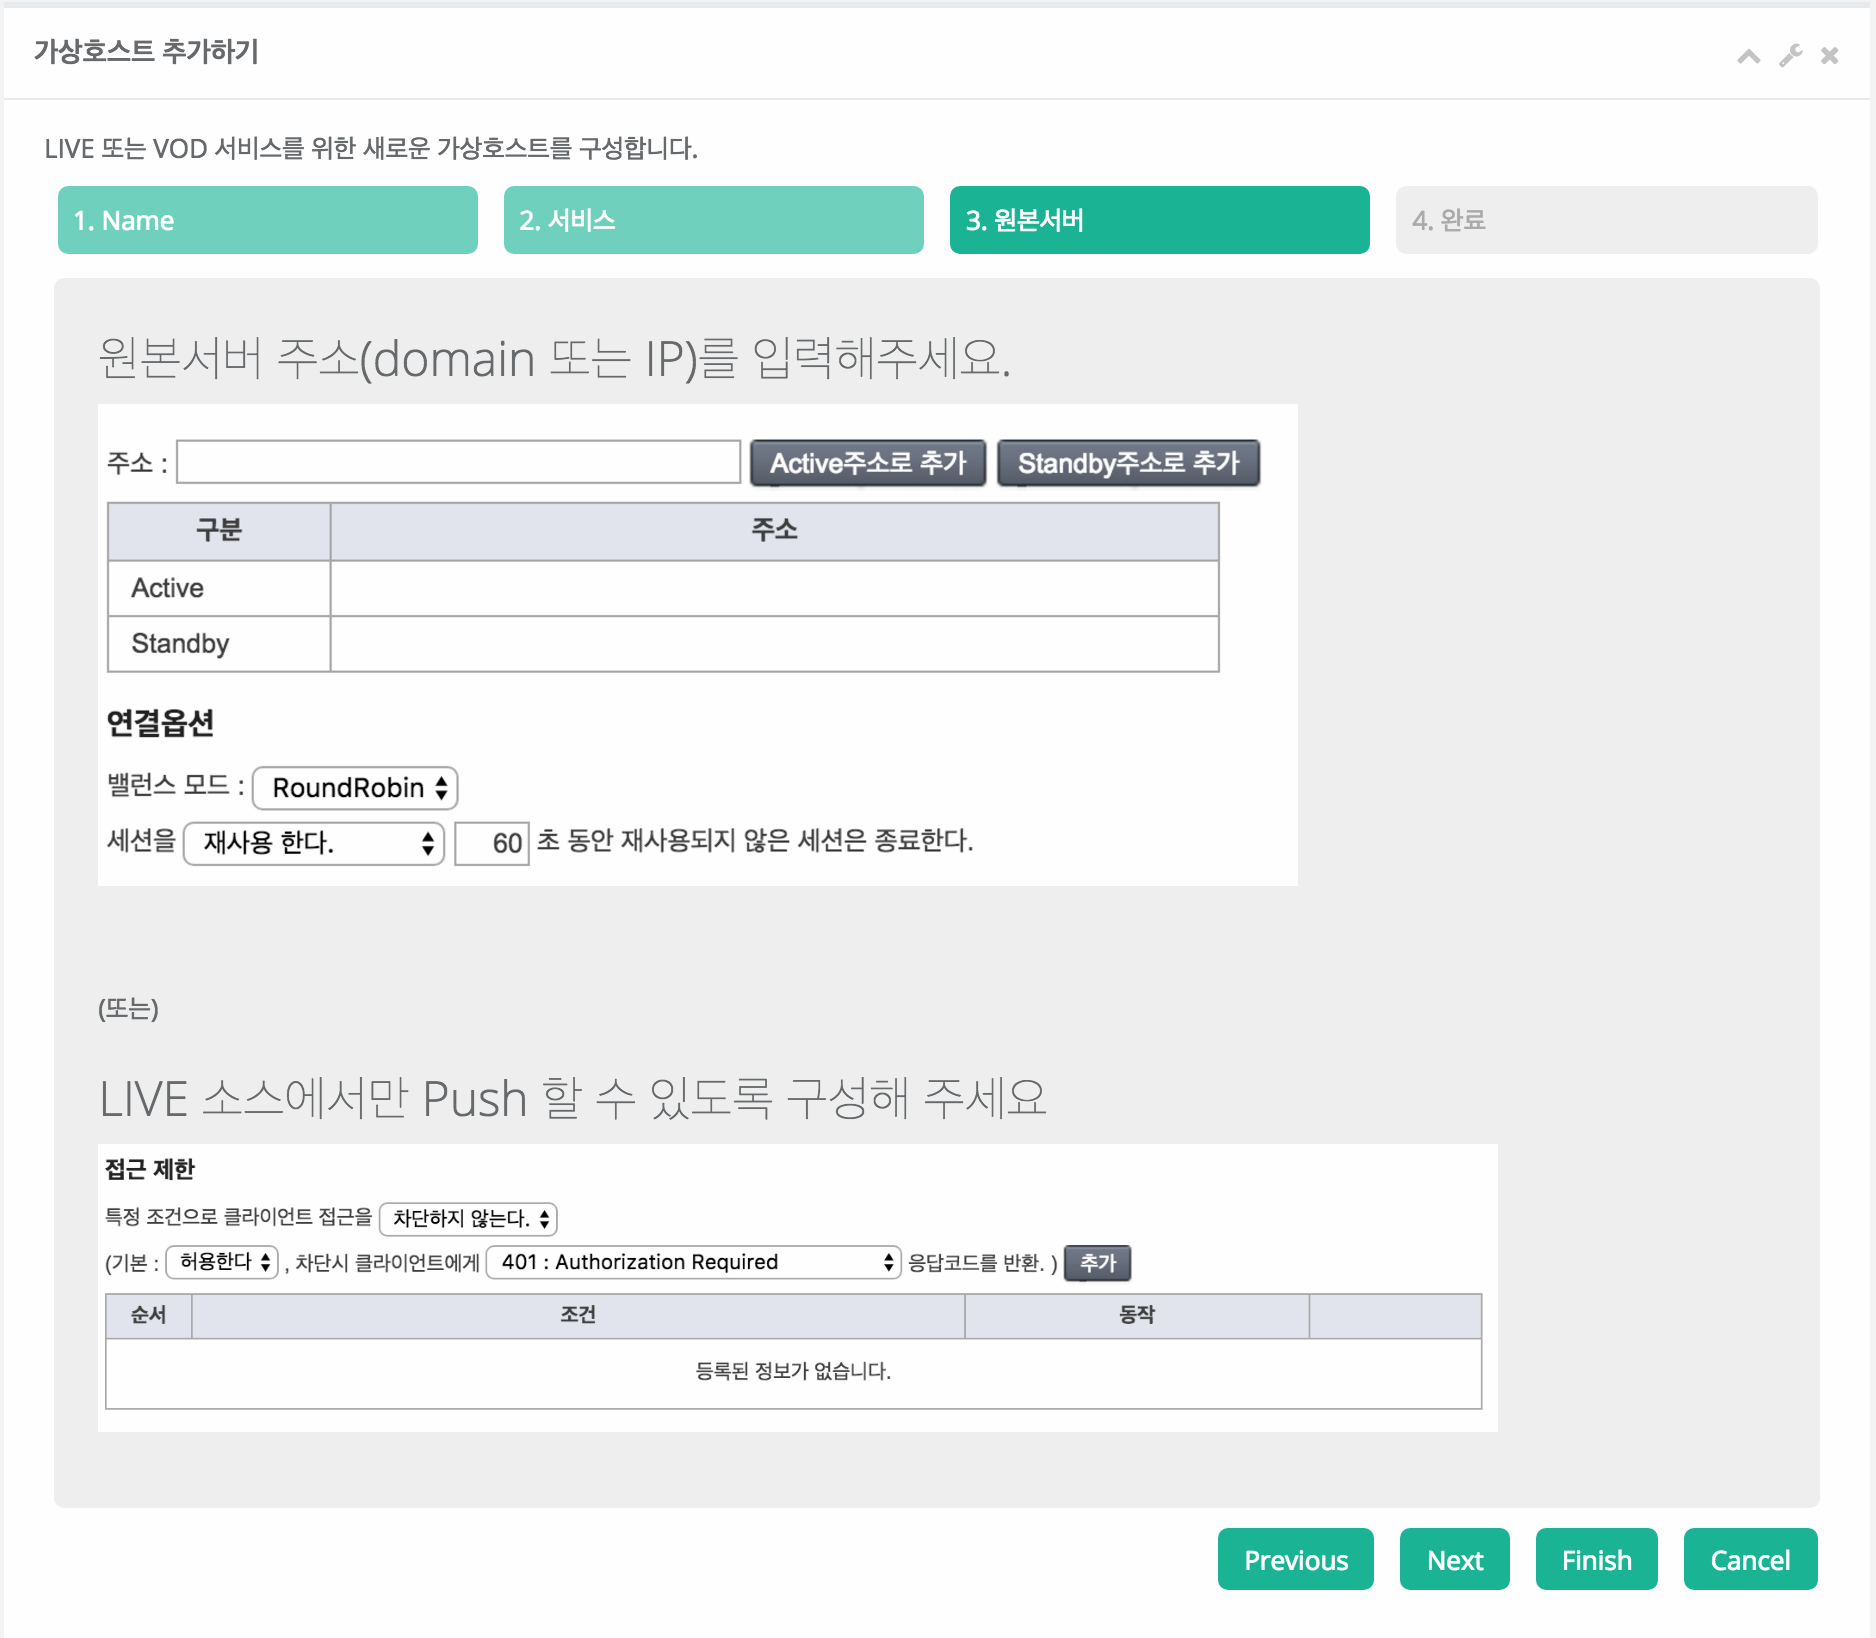 가상호스트 추가하기
LIVE 또는 VOD 서비스를 위한 새로운 가상호스트를 구성합니다.
1. Name 2. 서비스 3. 원본서버 4. 완료
원본서버 주소(domain 또는 IP)를 입력해주세요.
주소 : Active주소로 추가 Standby주소로 추가
구분 주소
Active
Standby
연결옵션
밸런스 모드 : RoundRobin
세션을 재사용 한다. 60 초 동안 재사용되지 않은 세션은 종료한다.
(또는)
LIVE 소스에서만 Push 할 수 있도록 구성해 주세요
접근 제한
특정 조건으로 클라이언트 접근을 차단하지 않는다.
(기본 : 허용한다 , 차단시 클라이언트에게 401 : Authorization Required 응답코드를 반환. ) 추가
순서 조건 동작
등록된 정보가 없습니다.
Previous Next Finish Cancel